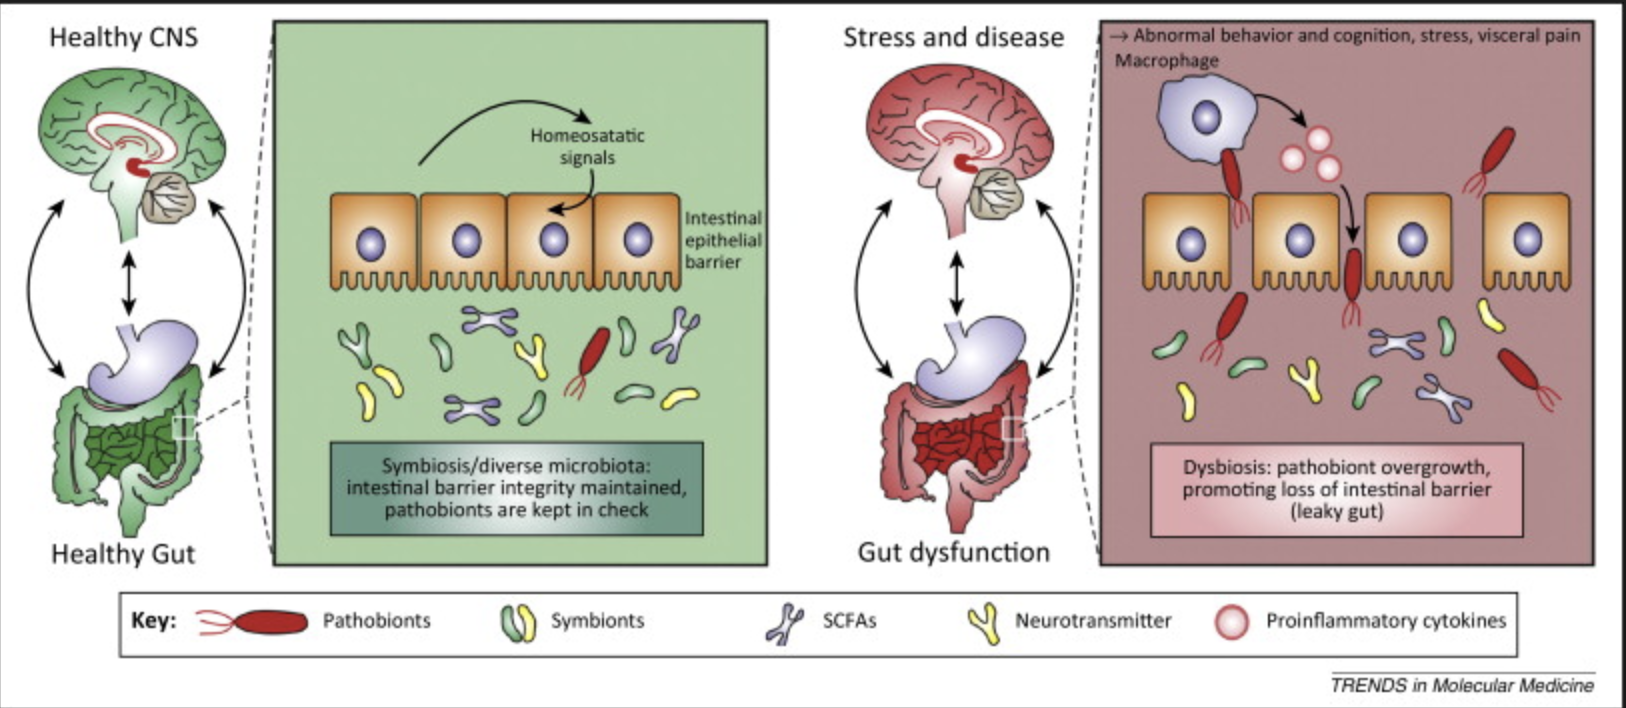 Healthy CNS
Homeosatatic
signals
Intestinal
epithelial
barrier
Symbiosis/diverse microbiota:
intestinal barrier integrity maintained,
pathobionts are kept in check
Healthy Gut
Stress and disease
→ Abnormal behavior and cognition, stress, visceral pain
Macrophage
Dysbiosis: pathobiont overgrowth,
promoting loss of intestinal barrier
(leaky gut)
Gut dysfunction
Key: Pathobionts Symbionts SCFAs Neurotransmitter Proinflammatory cytokines
TRENDS in Molecular Medicine